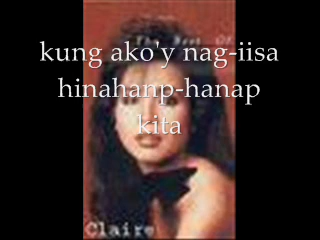 The Best Of
kung ako'y nag-iisa
hinahanp-hanap
kita
Claire